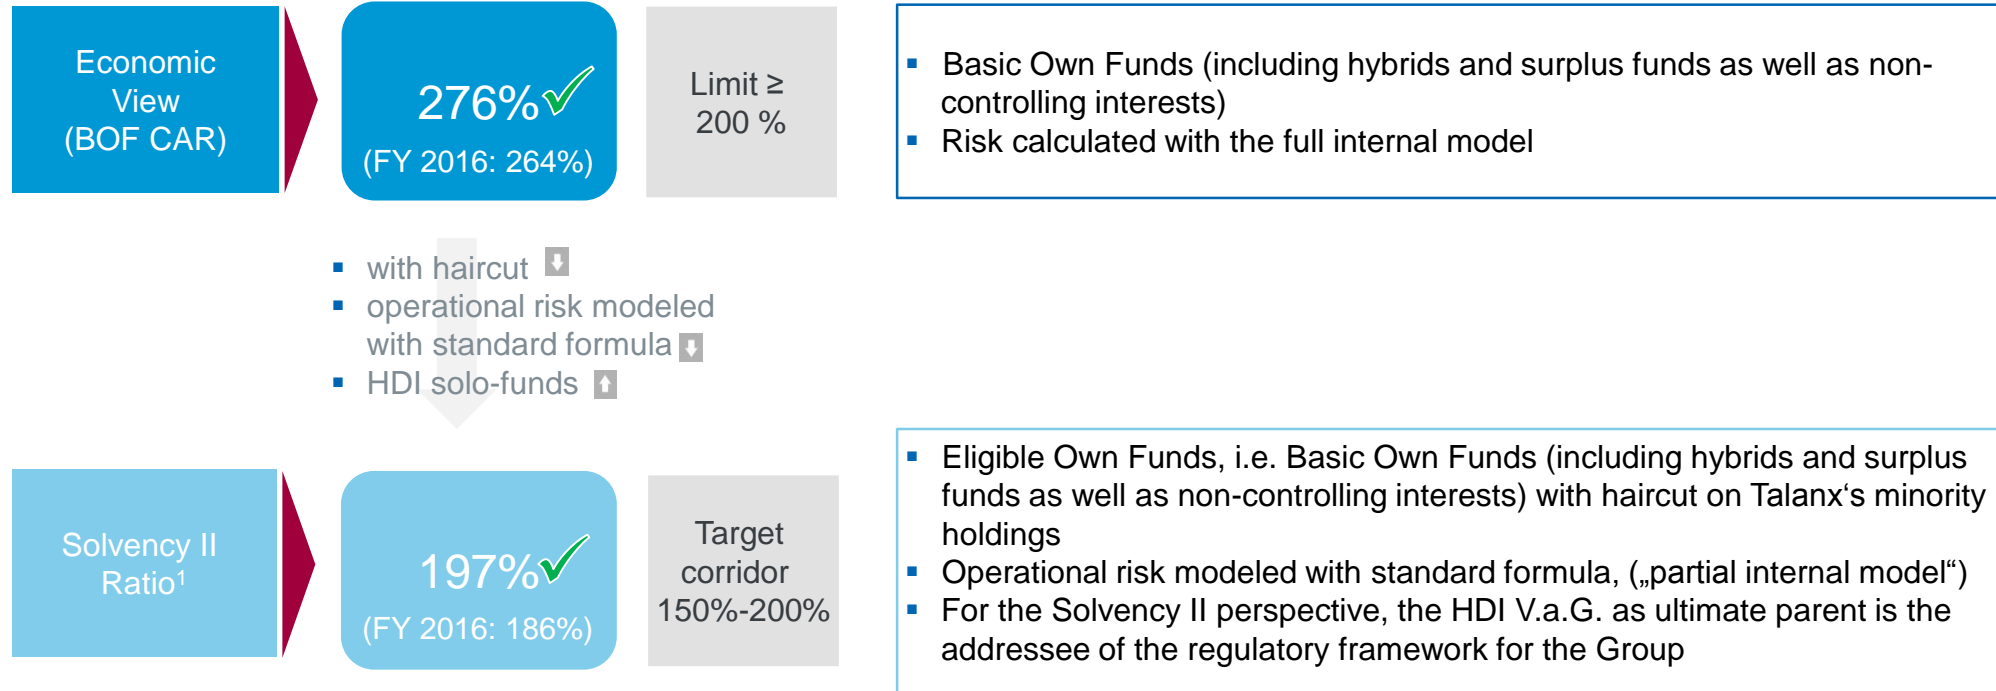 Economic
View
(BOF CAR)
276%
(FY 2016: 264%)
Limit ≥
200 %
▪ Basic Own Funds (including hybrids and surplus funds as well as non-
controlling interests)
▪ Risk calculated with the full internal model
▪ with haircut
▪ operational risk modeled
with standard formula
▪ HDI solo-funds
Solvency II
Ratio¹
197%
(FY 2016: 186%)
Target
corridor
150%-200%
▪ Eligible Own Funds, i.e. Basic Own Funds (including hybrids and surplus
funds as well as non-controlling interests) with haircut on Talanx‘s minority
holdings
▪ Operational risk modeled with standard formula, („partial internal model“)
▪ For the Solvency II perspective, the HDI V.a.G. as ultimate parent is the
addressee of the regulatory framework for the Group